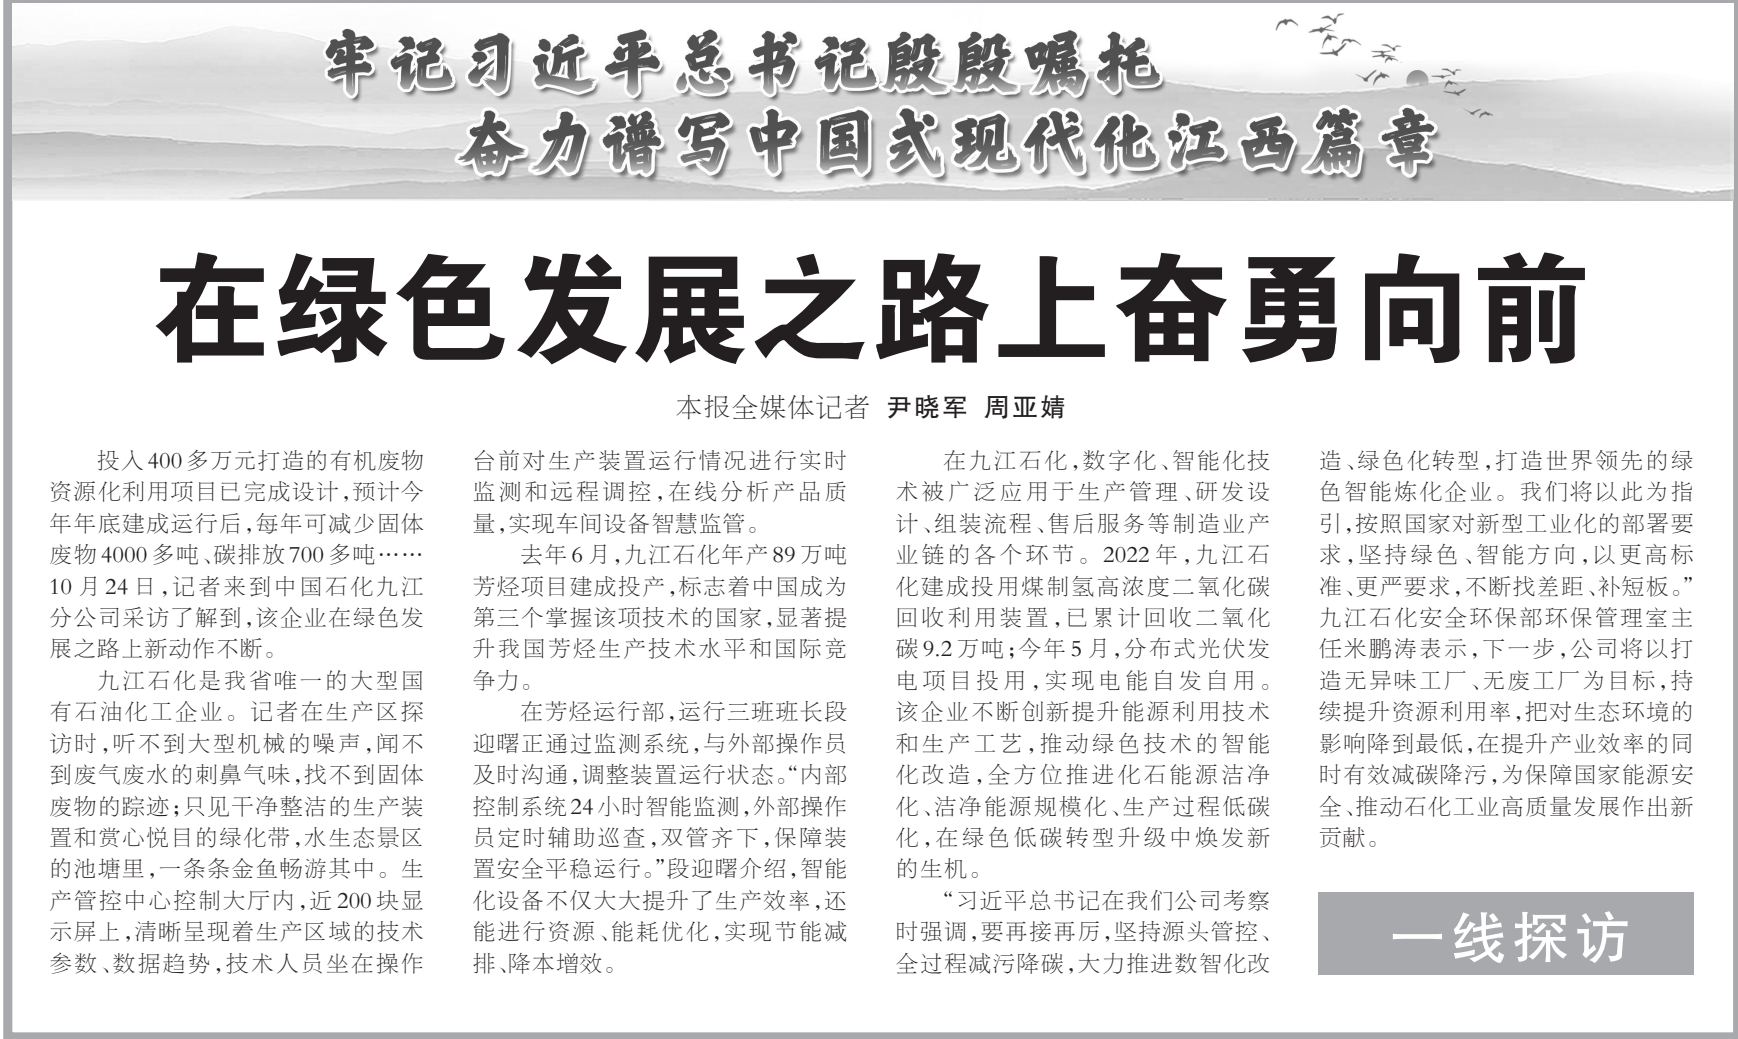 牢记习近平总书记殷殷嘱托
奋力谱写中国式现代化江西篇章
在绿色发展之路上奋勇向前
本报全媒体记者 尹晓军 周亚婧
投入400多万元打造的有机废物
资源化利用项目已完成设计,预计今
年年底建成运行后,每年可减少固体
废物4000多吨、碳排放700多吨……
10月24日,记者来到中国石化九江
分公司采访了解到,该企业在绿色发
展之路上新动作不断。
九江石化是我省唯一的大型国
有石油化工企业。记者在生产区探
访时,听不到大型机械的噪声,闻不
到废气废水的刺鼻气味,找不到固体
废物的踪迹;只见干净整洁的生产装
置和赏心悦目的绿化带,水生态景区
的池塘里,一条条金鱼畅游其中。生
产管控中心控制大厅内,近200块显
示屏上,清晰呈现着生产区域的技术
参数、数据趋势,技术人员坐在操作
台前对生产装置运行情况进行实时
监测和远程调控,在线分析产品质
量,实现车间设备智慧监管。
去年6月,九江石化年产89万吨
芳烃项目建成投产,标志着中国成为
第三个掌握该项技术的国家,显著提
升我国芳烃生产技术水平和国际竞
争力。
在芳烃运行部,运行三班班长段
迎曙正通过监测系统,与外部操作员
及时沟通,调整装置运行状态。“内部
控制系统24小时智能监测,外部操作
员定时辅助巡查,双管齐下,保障装
置安全平稳运行。”段迎曙介绍,智能
化设备不仅大大提升了生产效率,还
能进行资源、能耗优化,实现节能减
排、降本增效。
在九江石化,数字化、智能化技
术被广泛应用于生产管理、研发设
计、组装流程、售后服务等制造业产
业链的各个环节。2022年,九江石
化建成投用煤制氢高浓度二氧化碳
回收利用装置,已累计回收二氧化
碳9.2万吨;今年5月,分布式光伏发
电项目投用,实现电能自发自用。
该企业不断创新提升能源利用技术
和生产工艺,推动绿色技术的智能
化改造,全方位推进化石能源洁净
化、洁净能源规模化、生产过程低碳
化,在绿色低碳转型升级中焕发新
的生机。
“习近平总书记在我们公司考察
时强调,要再接再厉,坚持源头管控、
全过程减污降碳,大力推进数智化改
造、绿色化转型,打造世界领先的绿
色智能炼化企业。我们将以此为指
引,按照国家对新型工业化的部署要
求,坚持绿色、智能方向,以更高标
准、更严要求,不断找差距、补短板。”
九江石化安全环保部环保管理室主
任米鹏涛表示,下一步,公司将以打
造无异味工厂、无废工厂为目标,持
续提升资源利用率,把对生态环境的
影响降到最低,在提升产业效率的同
时有效减碳降污,为保障国家能源安
全、推动石化工业高质量发展作出新
贡献。
一线探访